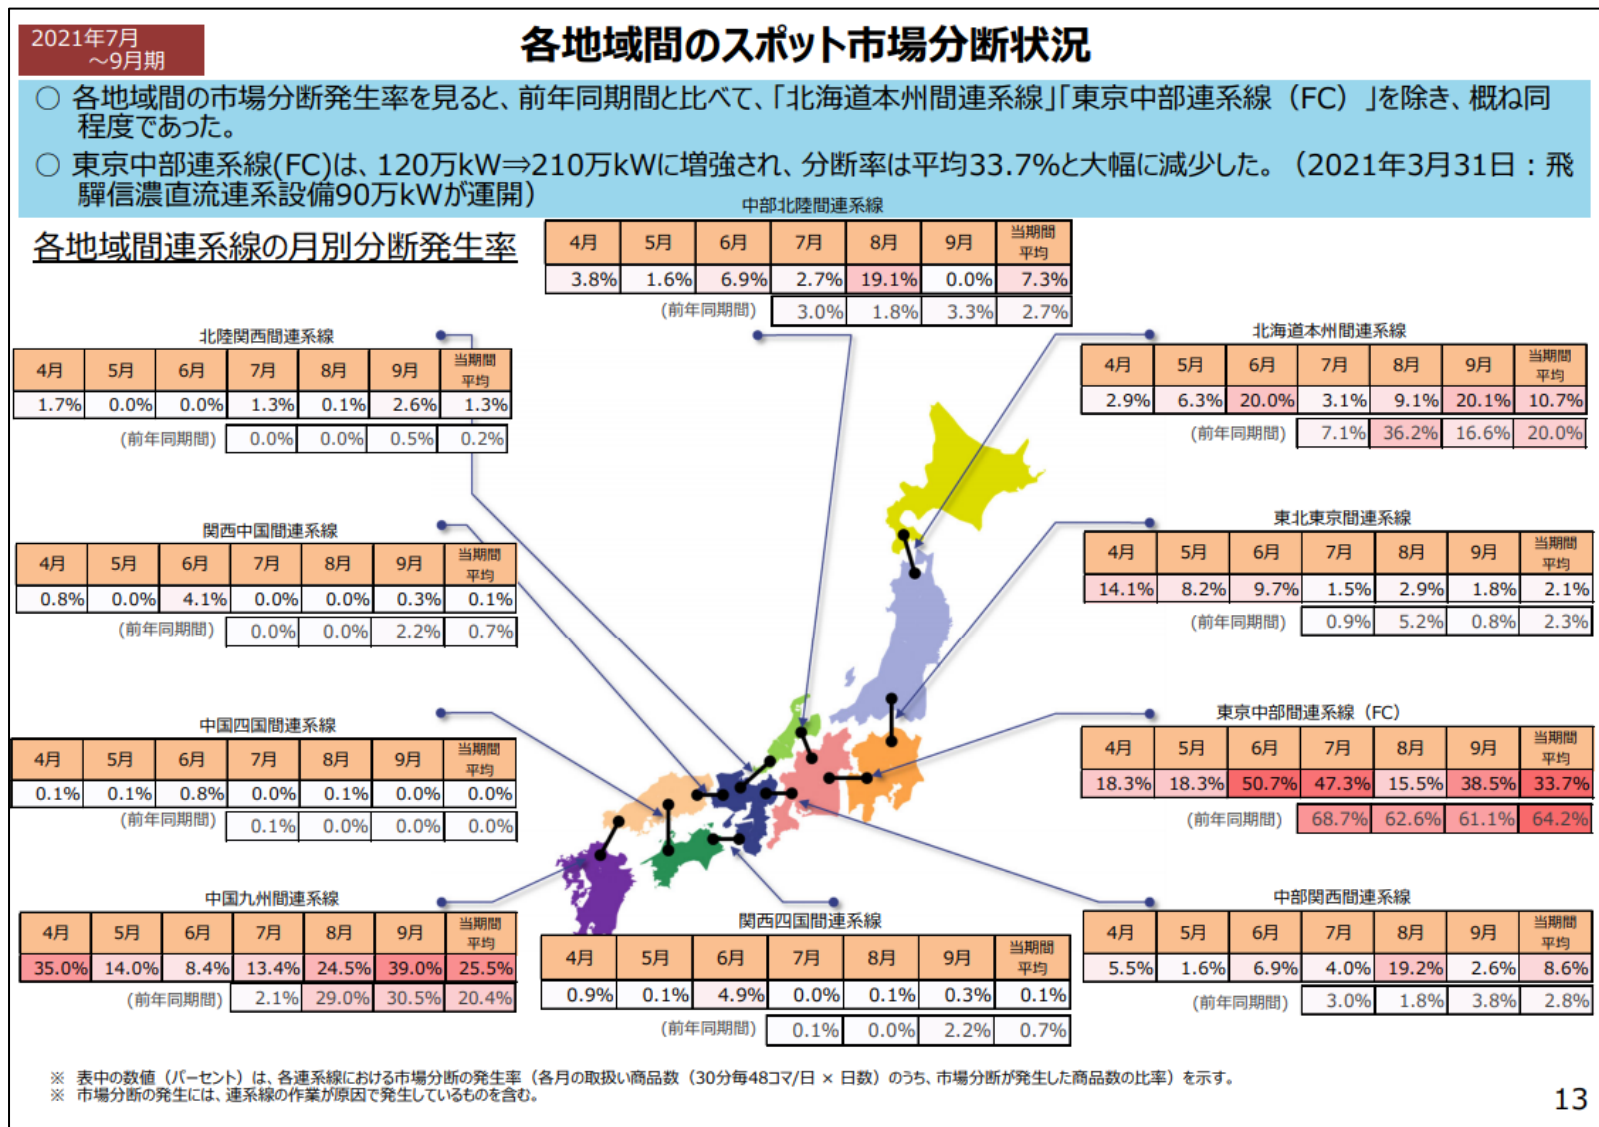 2021年7月
～9月期
各地域間のスポット市場分断状況
○ 各地域間の市場分断発生率を見ると、前年同期間と比べて、「北海道本州間連系線」「東京中部連系線（FC）」を除き、概ね同
程度であった。
○ 東京中部連系線(FC)は、120万kW⇒210万kWに増強され、分断率は平均33.7%と大幅に減少した。（2021年3月31日：飛
騨信濃直流連系設備90万kWが運開）
各地域間連系線の月別分断発生率
中部北陸間連系線
4月 5月 6月 7月 8月 9月 当期間
平均
3.8% 1.6% 6.9% 2.7% 19.1% 0.0% 7.3%
(前年同期間) 3.0% 1.8% 3.3% 2.7%
北陸関西間連系線
4月 5月 6月 7月 8月 9月 当期間
平均
1.7% 0.0% 0.0% 1.3% 0.1% 2.6% 1.3%
(前年同期間) 0.0% 0.0% 0.5% 0.2%
北海道本州間連系線
4月 5月 6月 7月 8月 9月 当期間
平均
2.9% 6.3% 20.0% 3.1% 9.1% 20.1% 10.7%
(前年同期間) 7.1% 36.2% 16.6% 20.0%
関西中国間連系線
4月 5月 6月 7月 8月 9月 当期間
平均
0.8% 0.0% 4.1% 0.0% 0.0% 0.3% 0.1%
(前年同期間) 0.0% 0.0% 2.2% 0.7%
東北東京間連系線
4月 5月 6月 7月 8月 9月 当期間
平均
14.1% 8.2% 9.7% 1.5% 2.9% 1.8% 2.1%
(前年同期間) 0.9% 5.2% 0.8% 2.3%
中国四国間連系線
4月 5月 6月 7月 8月 9月 当期間
平均
0.1% 0.1% 0.8% 0.0% 0.1% 0.0% 0.0%
(前年同期間) 0.1% 0.0% 0.0% 0.0%
東京中部間連系線（FC）
4月 5月 6月 7月 8月 9月 当期間
平均
18.3% 18.3% 50.7% 47.3% 15.5% 38.5% 33.7%
(前年同期間) 68.7% 62.6% 61.1% 64.2%
中国九州間連系線
4月 5月 6月 7月 8月 9月 当期間
平均
35.0% 14.0% 8.4% 13.4% 24.5% 39.0% 25.5%
(前年同期間) 2.1% 29.0% 30.5% 20.4%
関西四国間連系線
4月 5月 6月 7月 8月 9月 当期間
平均
0.9% 0.1% 4.9% 0.0% 0.1% 0.3% 0.1%
(前年同期間) 0.1% 0.0% 2.2% 0.7%
中部関西間連系線
4月 5月 6月 7月 8月 9月 当期間
平均
5.5% 1.6% 6.9% 4.0% 19.2% 2.6% 8.6%
(前年同期間) 3.0% 1.8% 3.8% 2.8%
※ 表中の数値（パーセント）は、各連系線における市場分断の発生率（各月の取扱い商品数（30分毎48コマ/日 × 日数）のうち、市場分断が発生した商品数の比率）を示す。
※ 市場分断の発生には、連系線の作業が原因で発生しているものを含む。
13